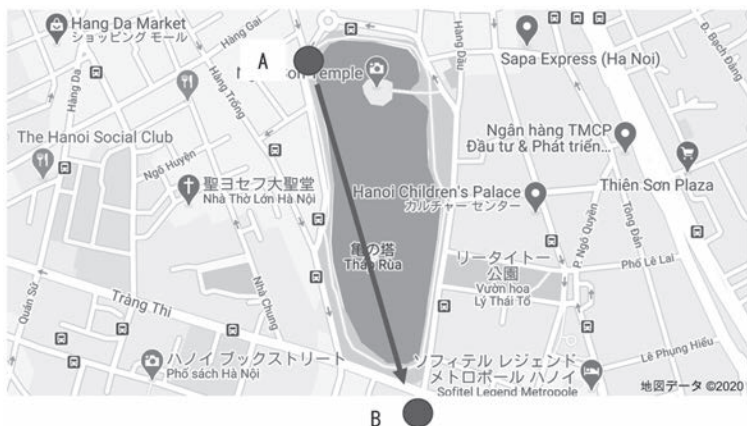 Hang Da Market
ショッピング モール
Hàng Gai
A
Sapa Express (Ha Noi)
Đ. Bạch Đằng
Hàng Da
Hàng Trống
Hàng Dầu
N
on Temple
The Hanoi Social Club
Ngõ Huyện
聖ヨセフ大聖堂
Nhà Thờ Lớn Hà Nội
Ngân hàng TMCP
Đầu tư & Phát triển...
Thiên Sơn Plaza
Hanoi Children's Palace
カルチャー センター
P. Ngô Quyền
Tông Đản
亀の塔
Tháp Rùa
リータイトー
公園
Vườn hoa
Lý Thái Tổ
Phố Lê Lai
Quán Sứ
Tràng Thi
Nhà Chung
Lê Phụng Hiểu
ハノイ ブックストリート
Phố sách Hà Nội
ソフィテル レジェンド
メトロポール ハノイ
Sofitel Legend Metropole
地図データ ©2020
B